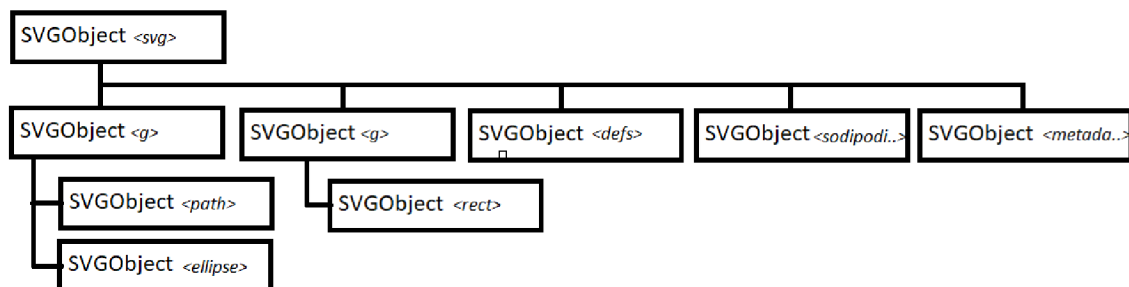 SVGObject <svg>
SVGObject <g>
SVGObject <g>
SVGObject <defs>
SVGObject <sodipodi..>
SVGObject <metada..>
SVGObject <path>
SVGObject <rect>
SVGObject <ellipse>